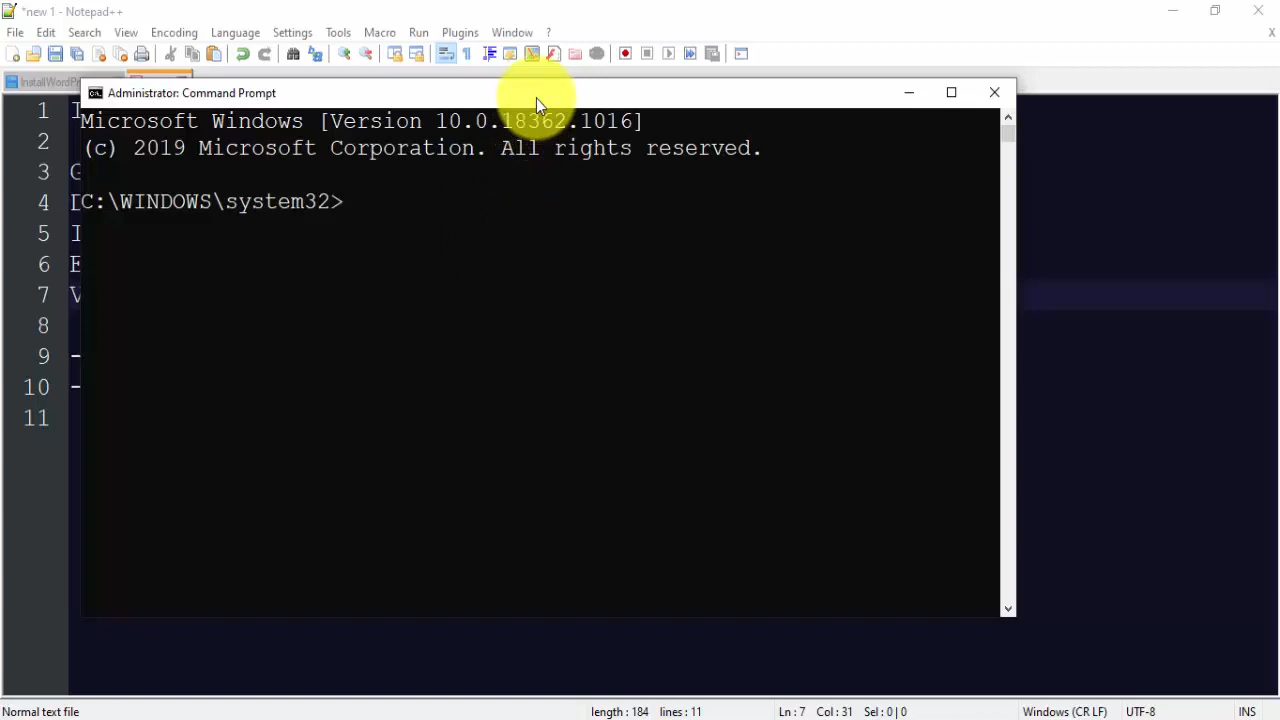 *new 1 - Notepad++
File Edit Search View Encoding Language Settings Tools Macro Run Plugins Window ? X
Administrator: Command Prompt
Microsoft Windows [Version 10.0.18362.1016]
(c) 2019 Microsoft Corporation. All rights reserved.
C:\WINDOWS\system32>
1
2
3
4
5
6
7
8
9 -
10 -
11
Normal text file length : 184 lines : 11 Ln : 7 Col : 31 Sel : 0 | 0 Windows (CR LF) UTF-8 INS